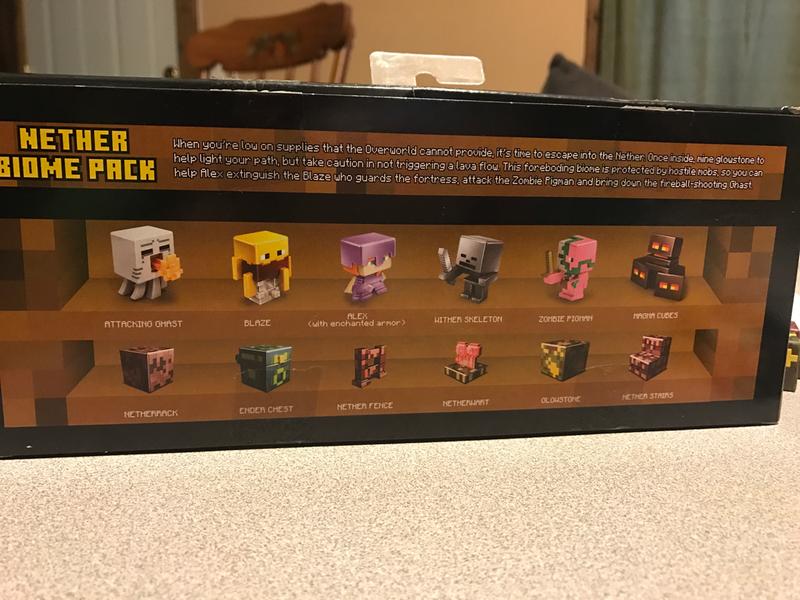 NETHER
BIOME PACK
When you're low on supplies that the Overworld cannot provide, it's time to escape into the Nether. Once inside, mine glowstone to
help light your path, but take caution in not triggering a lava flow. This foreboding biome is protected by hostile mobs, so you can
help Alex extinguish the Blaze who guards the fortress, attack the Zombie Pigman and bring down the fireball-shooting Ghast.
ATTACKING GHAST
BLAZE
ALEX
(with enchanted armor)
WITHER SKELETON
ZOMBIE PIGMAN
MAGMA CUBES
NETHERRACK
ENDER CHEST
NETHER FENCE
NETHERWART
GLOWSTONE
NETHER STAIRS